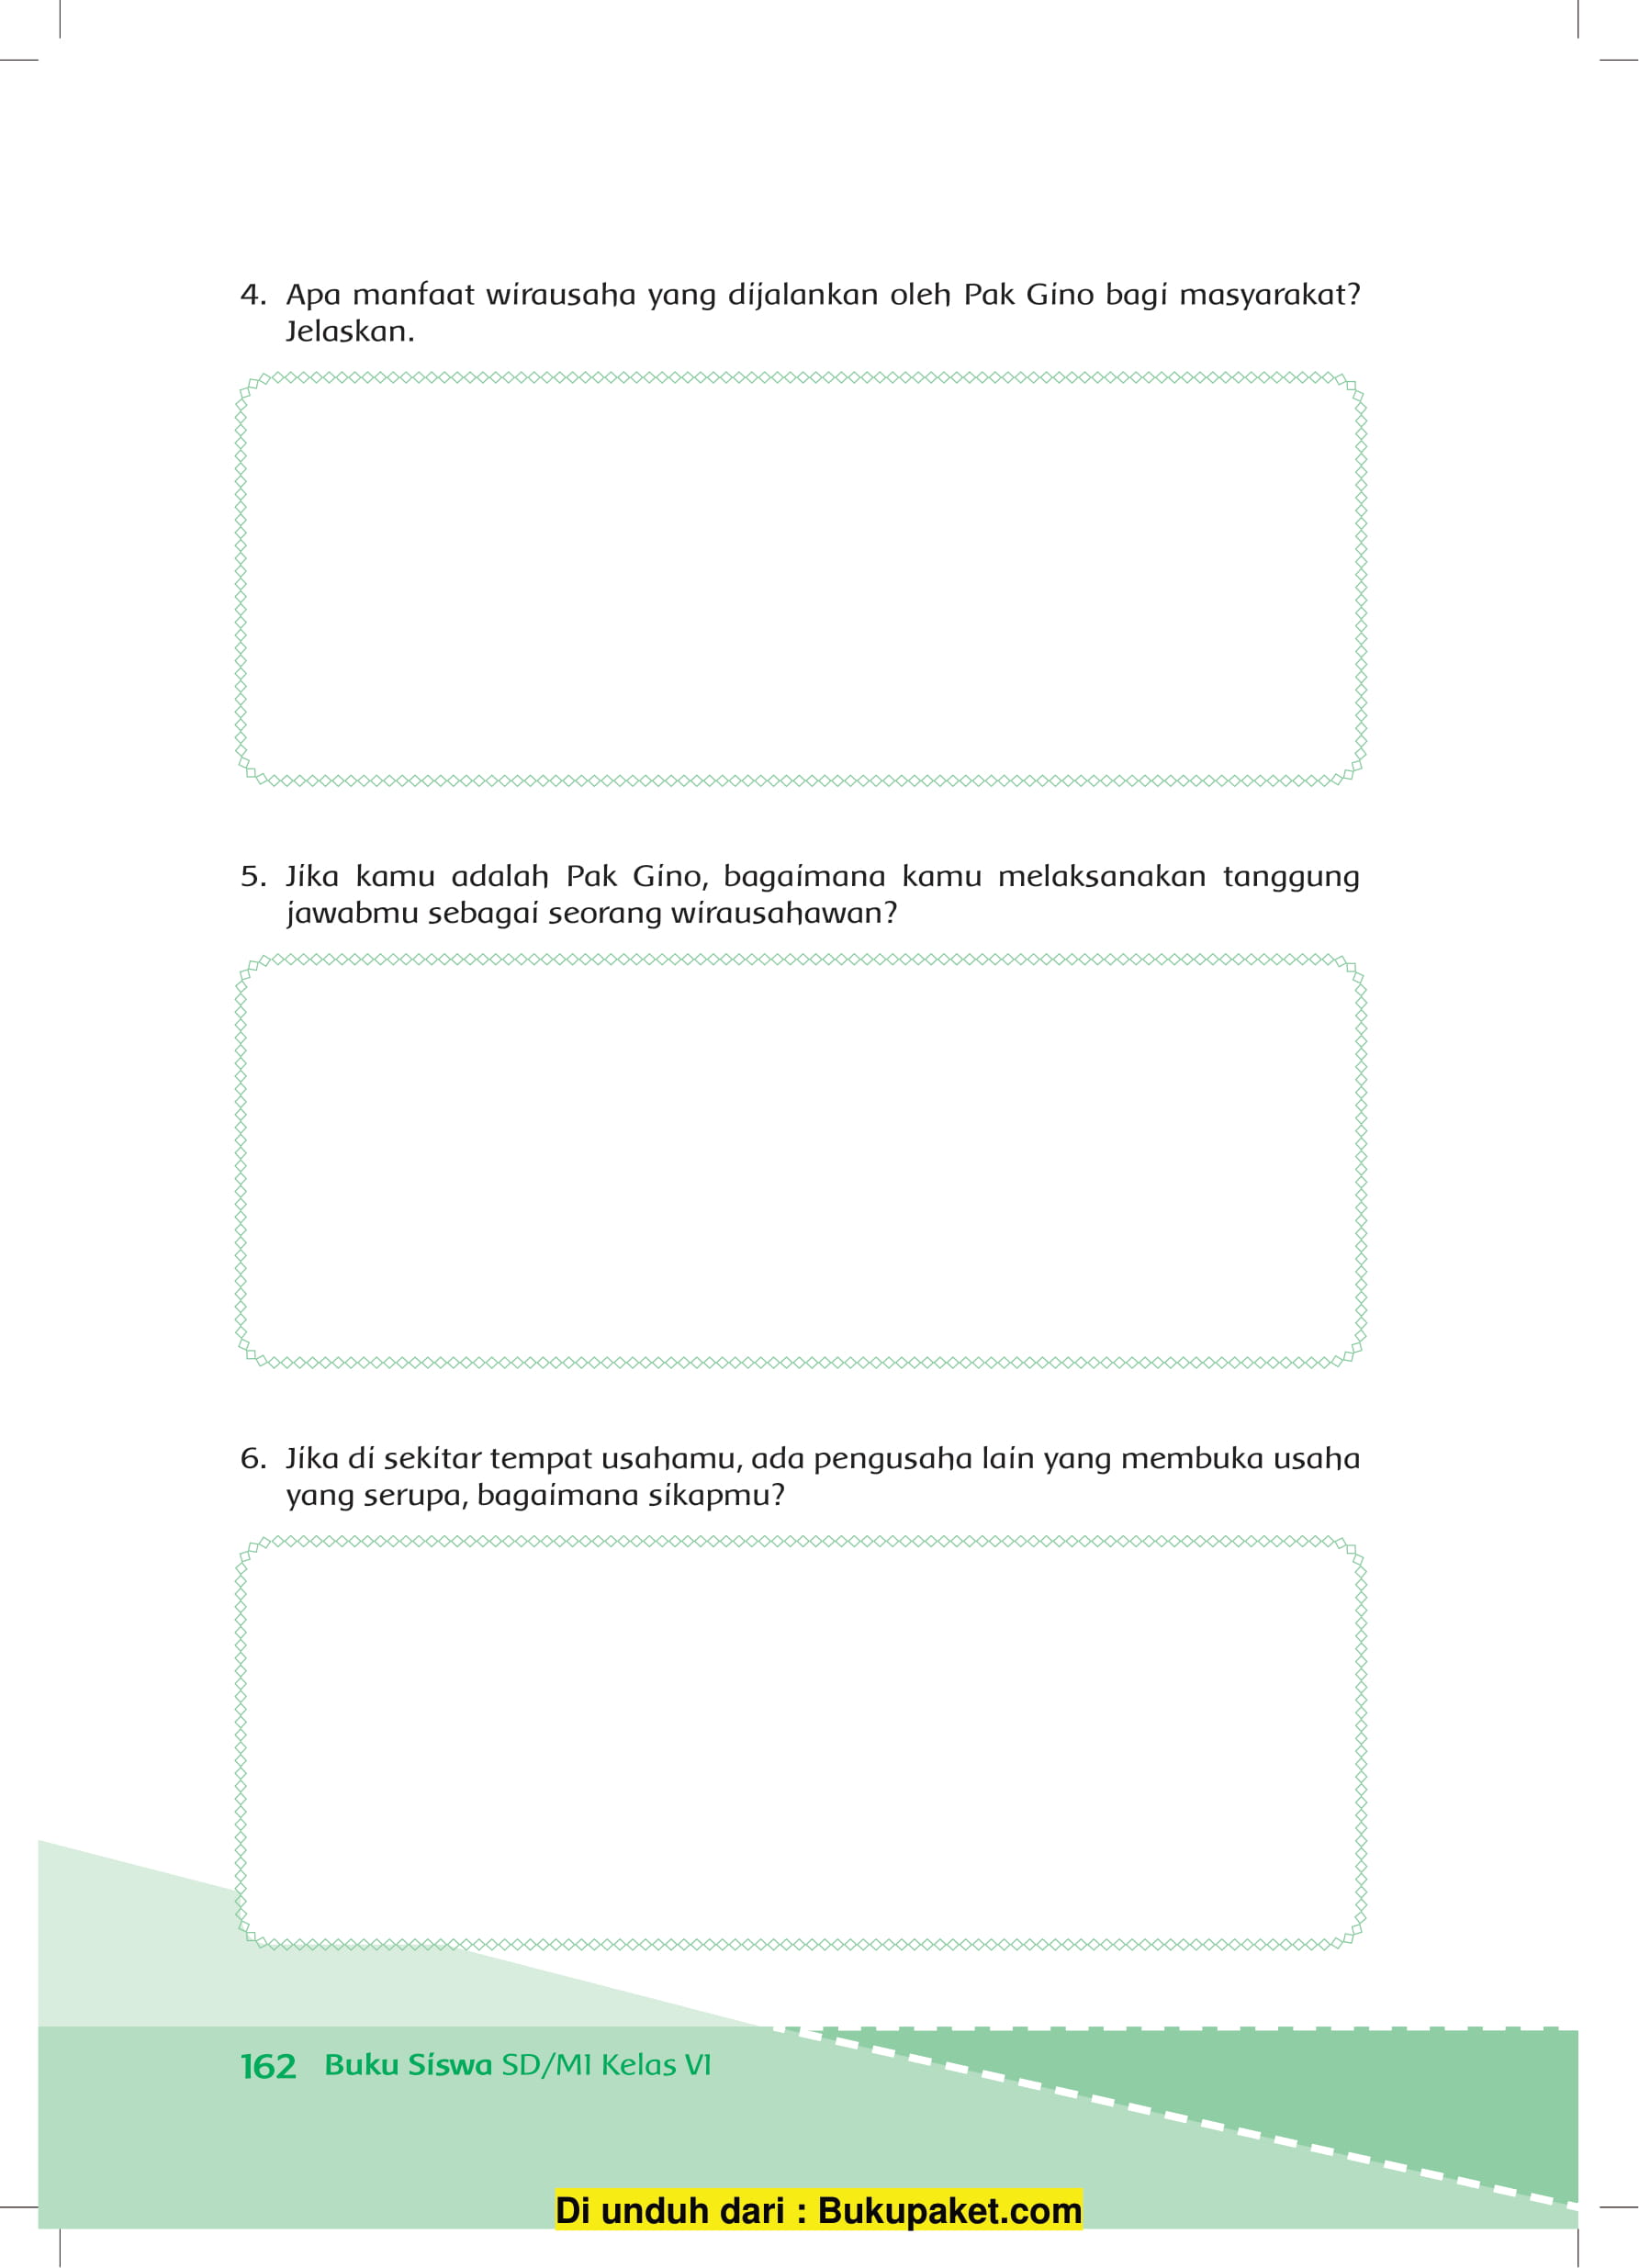 4. Apa manfaat wirausaha yang dijalankan oleh Pak Gino bagi masyarakat?
Jelaskan.
5. Jika kamu adalah Pak Gino, bagaimana kamu melaksanakan tanggung
jawabmu sebagai seorang wirausahawan?
6. Jika di sekitar tempat usahamu, ada pengusaha lain yang membuka usaha
yang serupa, bagaimana sikapmu?
162 Buku Siswa SD/MI Kelas VI
Di unduh dari : Bukupaket.com